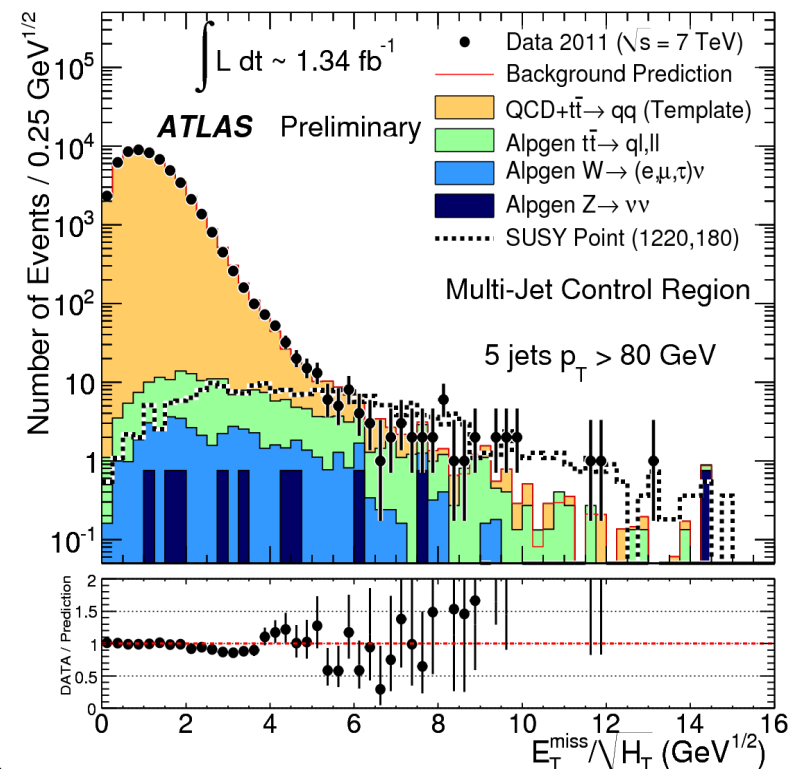 ∫ L dt ~ 1.34 fb⁻¹
ATLAS Preliminary
Data 2011 (√s = 7 TeV)
Background Prediction
QCD+tt̄→ qq (Template)
Alpgen tt̄→ ql,ll
Alpgen W→ (e,μ,τ)ν
Alpgen Z→ νν
SUSY Point (1220,180)
Multi-Jet Control Region
5 jets p_T > 80 GeV
Number of Events / 0.25 GeV^1/2
10⁵
10⁴
10³
10²
10
1
10⁻¹
DATA / Prediction
2
1.5
1
0.5
0
0 2 4 6 8 10 12 14 16
E_T^miss/√H_T (GeV^1/2)